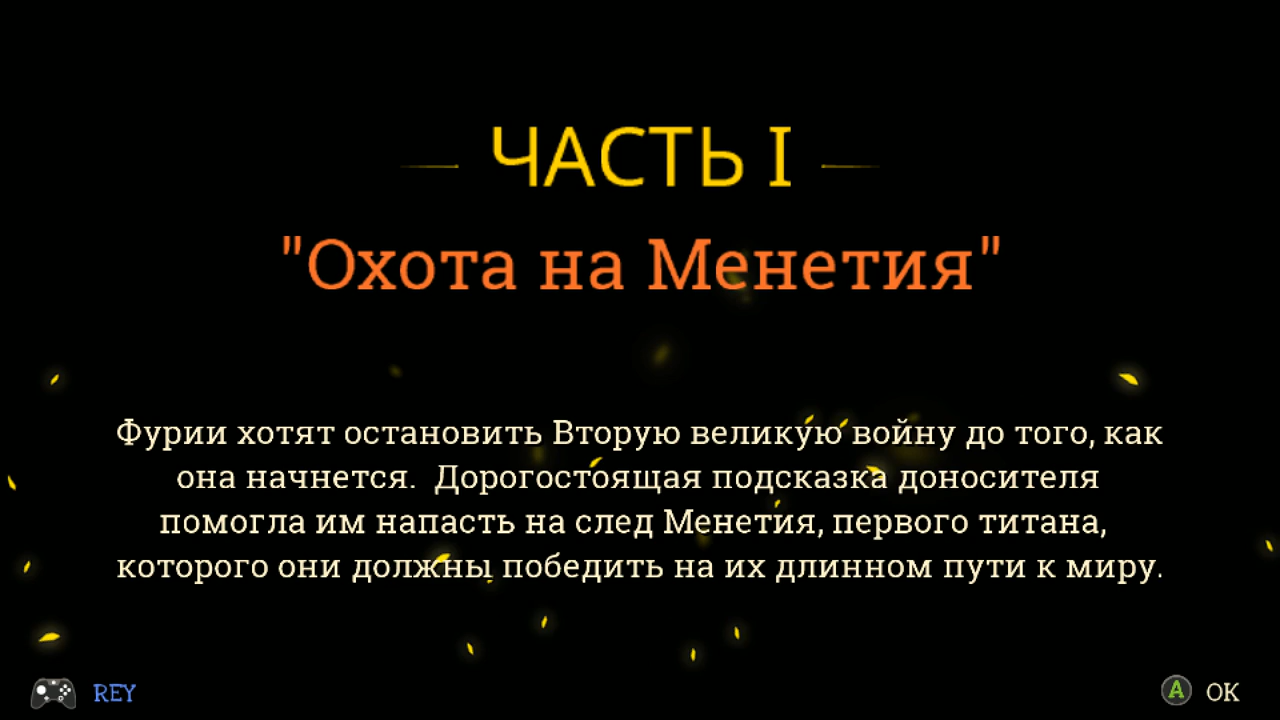 ЧАСТЬ I
"Охота на Менетия"
Фурии хотят остановить Вторую великую войну до того, как
она начнется.  Дорогостоящая подсказка доносителя
помогла им напасть на след Менетия, первого титана,
которого они должны победить на их длинном пути к миру.
REY
A OK